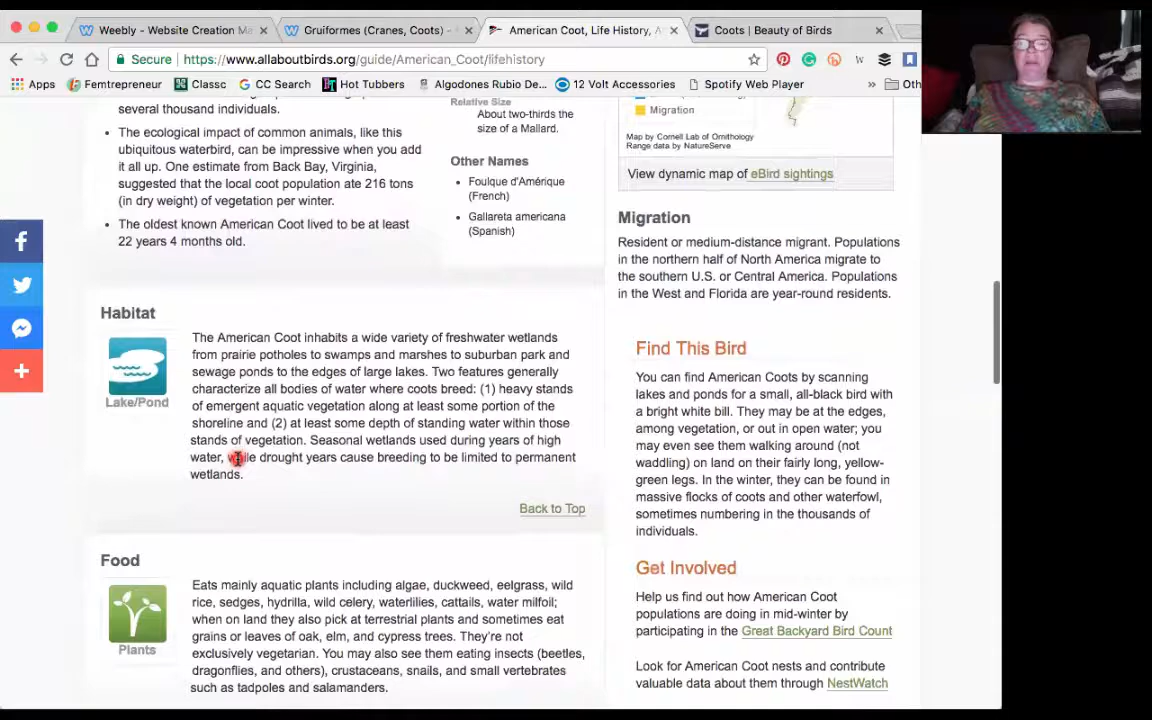 Weebly - Website Creation Ma
Gruiformes (Cranes, Coots) -
American Coot, Life History, A
Coots | Beauty of Birds
Secure
https://www.allaboutbirds.org/guide/American_Coot/lifehistory
Apps
Femtrepreneur
Classc
CC Search
Hot Tubbers
Algodones Rubio De...
12 Volt Accessories
Spotify Web Player
» Oth
several thousand individuals.
• The ecological impact of common animals, like this
ubiquitous waterbird, can be impressive when you add
it all up. One estimate from Back Bay, Virginia,
suggested that the local coot population ate 216 tons
(in dry weight) of vegetation per winter.
• The oldest known American Coot lived to be at least
22 years 4 months old.
Relative Size
About two-thirds the
size of a Mallard.
Other Names
• Foulque d'Amérique
(French)
• Gallareta americana
(Spanish)
Migration
Map by Cornell Lab of Ornithology
Range data by NatureServe
View dynamic map of eBird sightings
Migration
Resident or medium-distance migrant. Populations
in the northern half of North America migrate to
the southern U.S. or Central America. Populations
in the West and Florida are year-round residents.
Habitat
Lake/Pond
The American Coot inhabits a wide variety of freshwater wetlands
from prairie potholes to swamps and marshes to suburban park and
sewage ponds to the edges of large lakes. Two features generally
characterize all bodies of water where coots breed: (1) heavy stands
of emergent aquatic vegetation along at least some portion of the
shoreline and (2) at least some depth of standing water within those
stands of vegetation. Seasonal wetlands used during years of high
water, while drought years cause breeding to be limited to permanent
wetlands.
Back to Top
Food
Plants
Eats mainly aquatic plants including algae, duckweed, eelgrass, wild
rice, sedges, hydrilla, wild celery, waterlilies, cattails, water milfoil;
when on land they also pick at terrestrial plants and sometimes eat
grains or leaves of oak, elm, and cypress trees. They're not
exclusively vegetarian. You may also see them eating insects (beetles,
dragonflies, and others), crustaceans, snails, and small vertebrates
such as tadpoles and salamanders.
Find This Bird
You can find American Coots by scanning
lakes and ponds for a small, all-black bird with
a bright white bill. They may be at the edges,
among vegetation, or out in open water; you
may even see them walking around (not
waddling) on land on their fairly long, yellow-
green legs. In the winter, they can be found in
massive flocks of coots and other waterfowl,
sometimes numbering in the thousands of
individuals.
Get Involved
Help us find out how American Coot
populations are doing in mid-winter by
participating in the Great Backyard Bird Count
Look for American Coot nests and contribute
valuable data about them through NestWatch